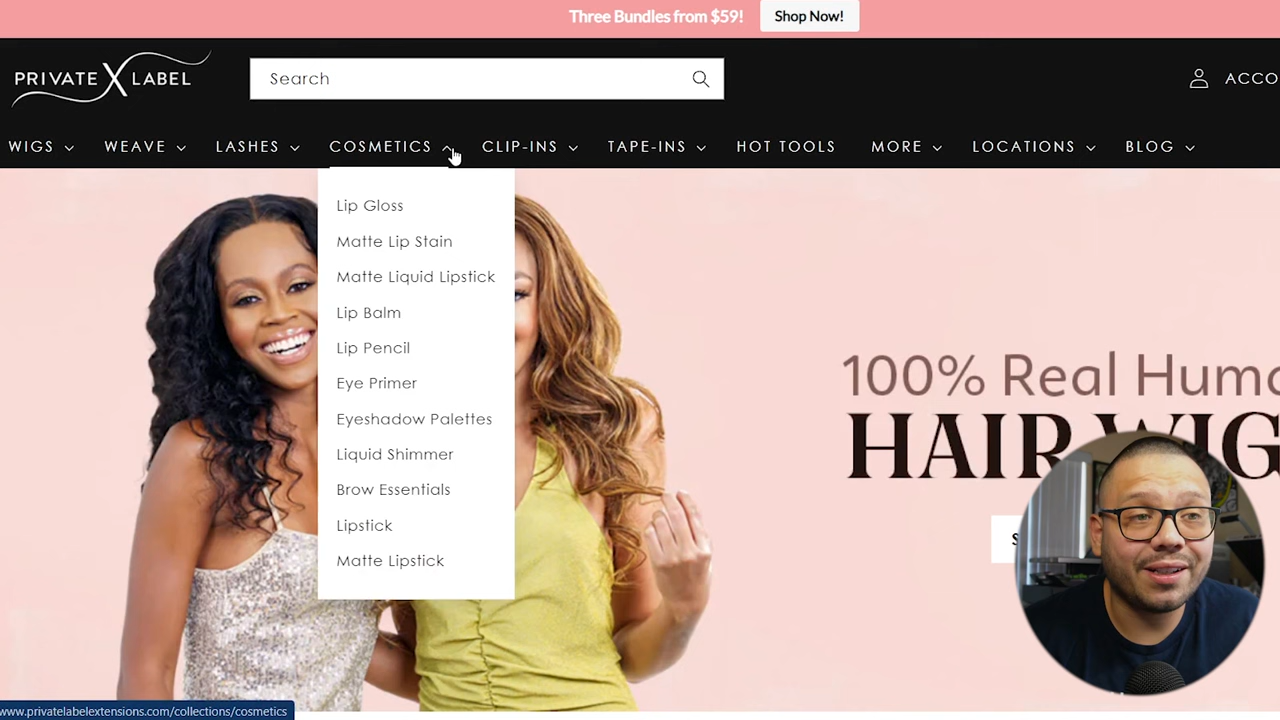 Three Bundles from $59!
Shop Now!
PRIVATE X LABEL
Search
ACCO
WIGS
WEAVE
LASHES
COSMETICS
CLIP-INS
TAPE-INS
HOT TOOLS
MORE
LOCATIONS
BLOG
Lip Gloss
Matte Lip Stain
Matte Liquid Lipstick
Lip Balm
Lip Pencil
Eye Primer
Eyeshadow Palettes
Liquid Shimmer
Brow Essentials
Lipstick
Matte Lipstick
100% Real Huma
HAIR WIG
S
www.privatelabelextensions.com/collections/cosmetics